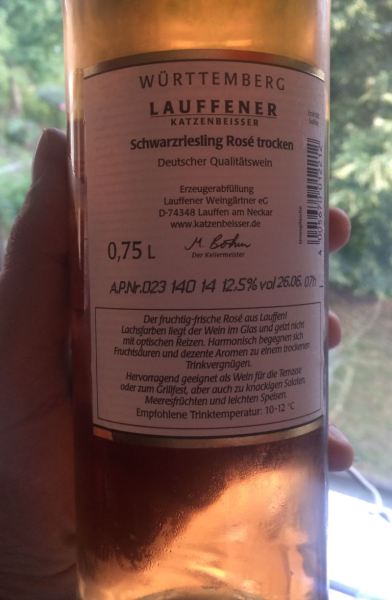 WÜRTTEMBERG
LAUFFENER
KATZENBEISSER
Schwarzriesling Rosé trocken
Deutscher Qualitätswein
Erzeugerabfüllung
Lauffener Weingärtner eG
D-74348 Lauffen am Neckar
www.katzenbeisser.de
0,75 L
M. Bohm
Der Kellermeister
A.P.Nr.023 140 14 12.5% vol 26.06. 07h
Der fruchtig-frische Rosé aus Lauffen!
Lachsfarben liegt der Wein im Glas und geizt nicht
mit optischen Reizen. Harmonisch begegnen sich
Fruchtsduren und dezente Aromen zu einem trockenen
Trinkvergnügen.
Hervorragend geeignet als Wein für die Terrasse
oder zum Grillfest, aber auch zu knackigen Salaten,
Meeresfrüchten und leichten Speisen.
Empfohlene Trinktemperatur: 10-12 °C